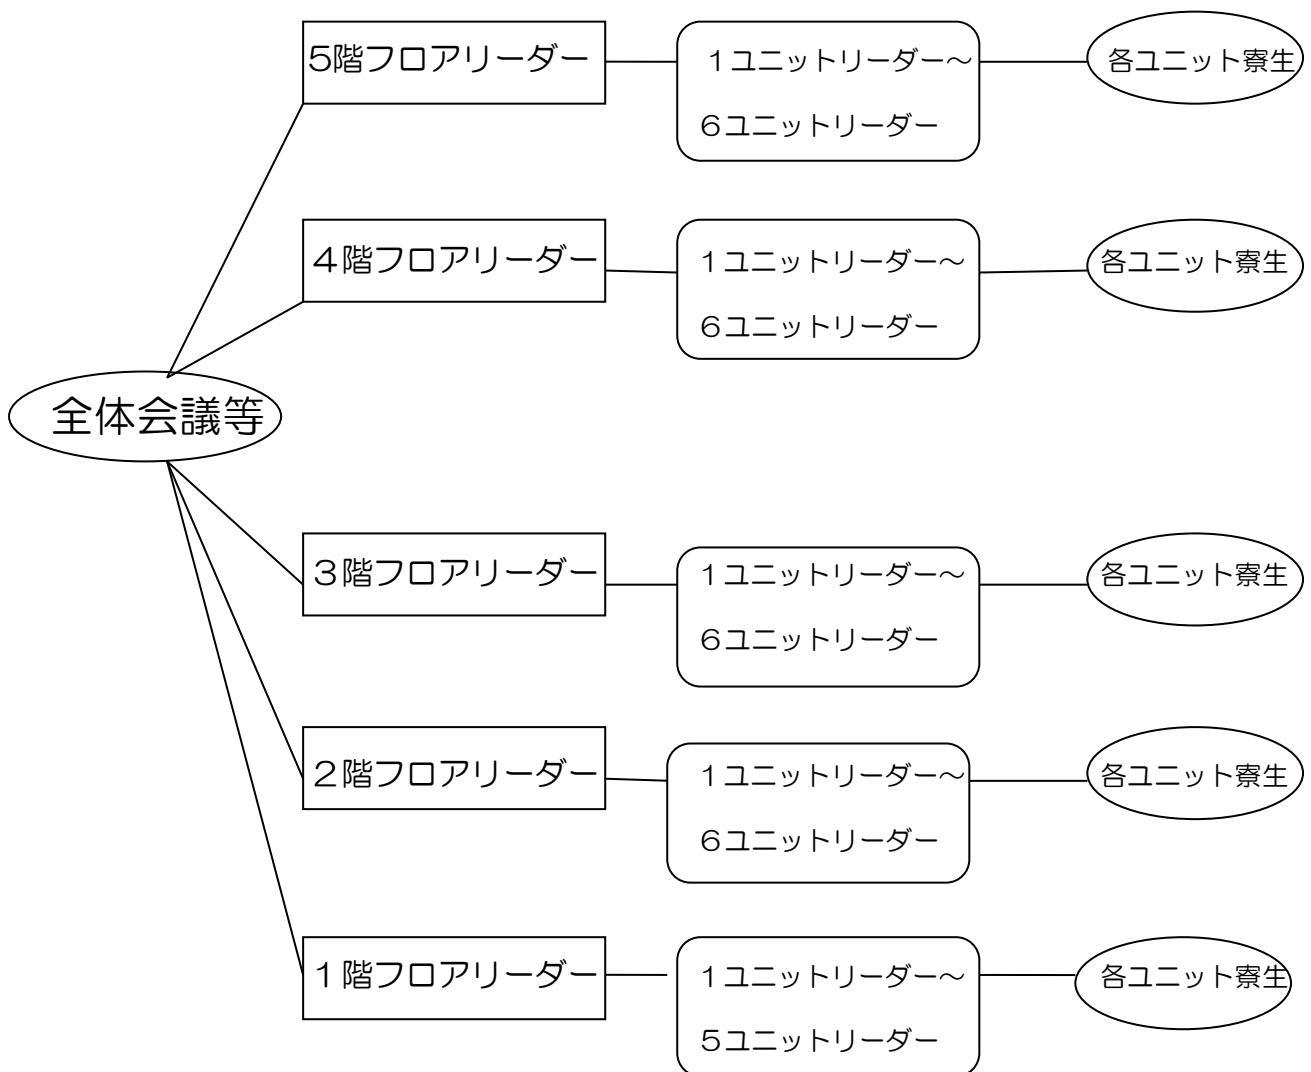 5階フロアリーダー
1ユニットリーダー～
6ユニットリーダー
各ユニット寮生
4階フロアリーダー
1ユニットリーダー～
6ユニットリーダー
各ユニット寮生
全体会議等
3階フロアリーダー
1ユニットリーダー～
6ユニットリーダー
各ユニット寮生
2階フロアリーダー
1ユニットリーダー～
6ユニットリーダー
各ユニット寮生
1階フロアリーダー
1ユニットリーダー～
5ユニットリーダー
各ユニット寮生